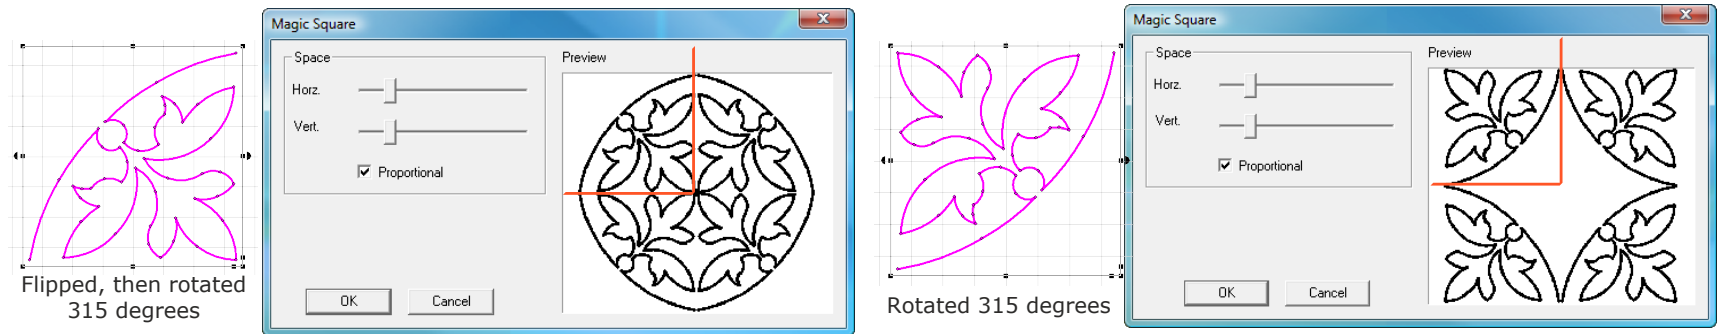 Flipped, then rotated
315 degrees
Magic Square
Space
Horz.
Vert.
Proportional
OK
Cancel
Preview
Rotated 315 degrees
Magic Square
Space
Horz.
Vert.
Proportional
OK
Cancel
Preview